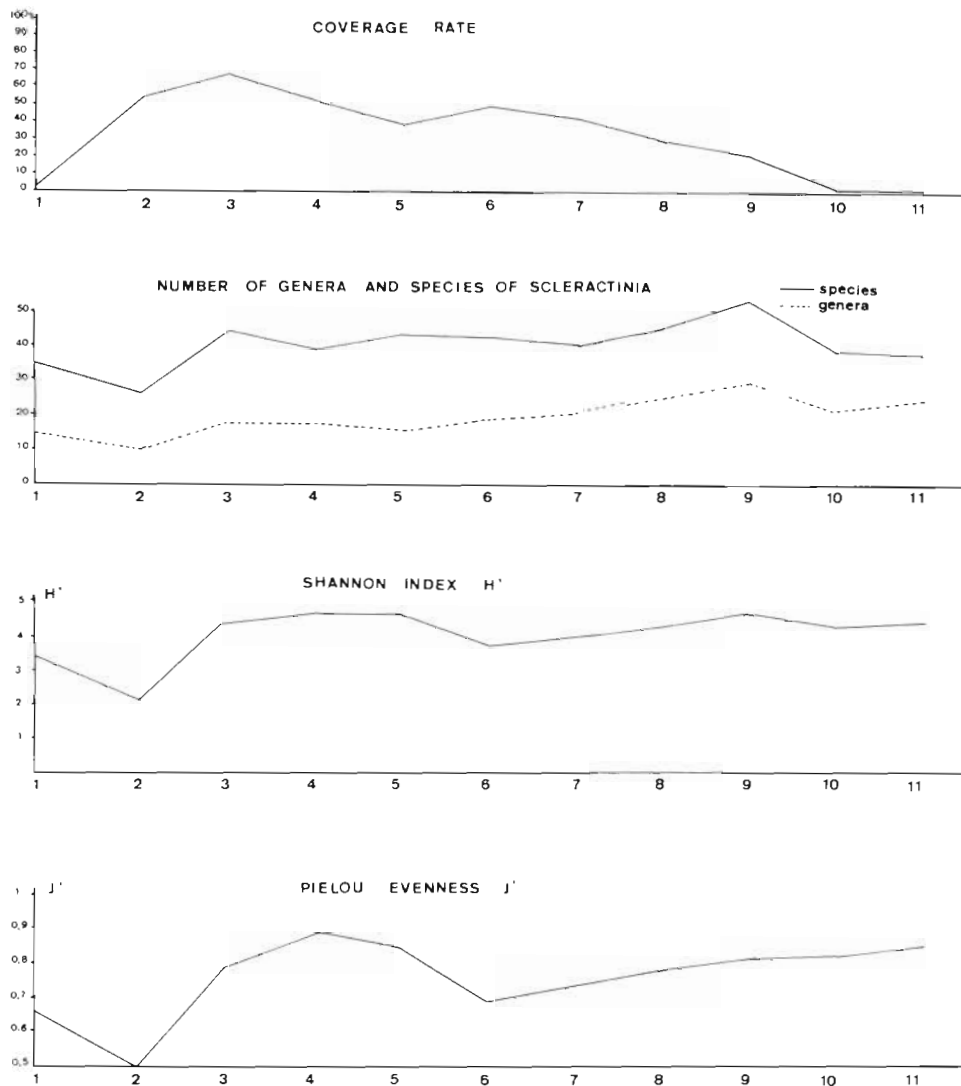 COVERAGE RATE
100%
90
80
70
60
50
40
30
20
10
0
1 2 3 4 5 6 7 8 9 10 11
NUMBER OF GENERA AND SPECIES OF SCLERACTINIA
species
genera
50
40
30
20
10
0
1 2 3 4 5 6 7 8 9 10 11
SHANNON INDEX H'
H'
5
4
3
2
1
1 2 3 4 5 6 7 8 9 10 11
PIELOU EVENNESS J'
J'
1
0,9
0,8
0,7
0,6
0,5
1 2 3 4 5 6 7 8 9 10 11